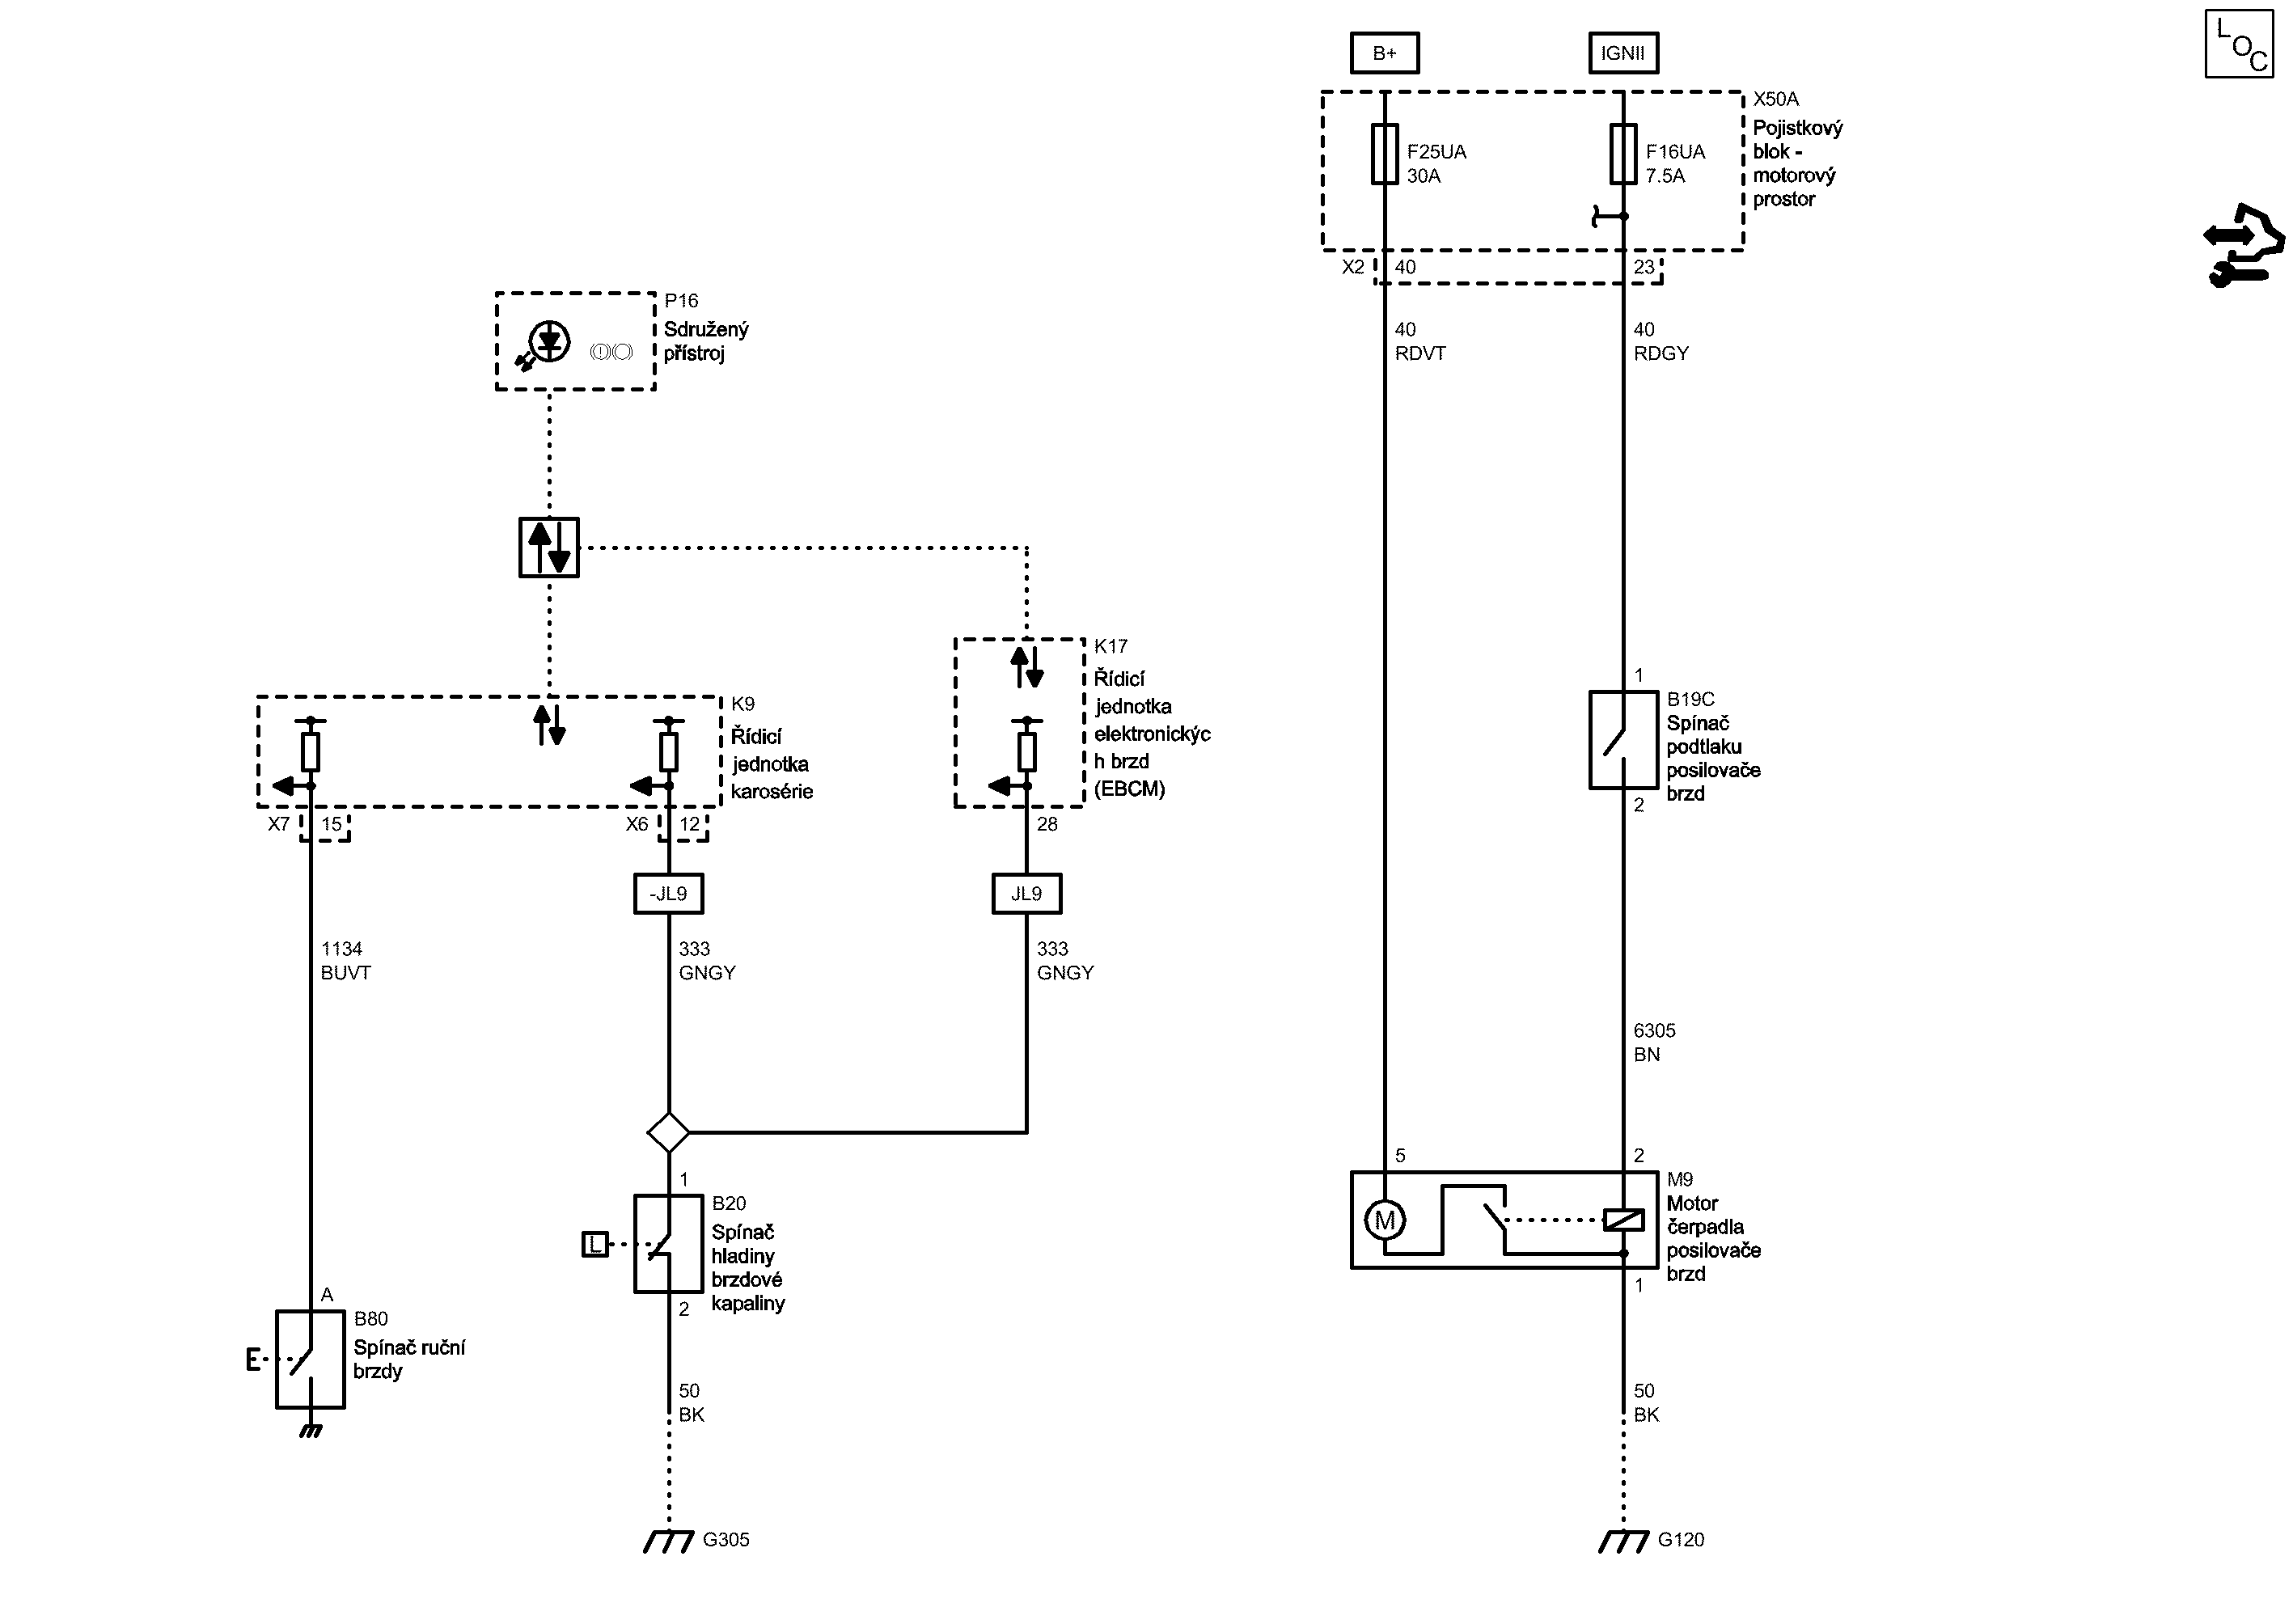 L O C
B+
IGNII
X50A
Pojistkový
blok -
motorový
prostor
F25UA
30A
F16UA
7.5A
X2
40
23
40
RDVT
40
RDGY
P16
Sdružený
přístroj
K17
Řídicí
jednotka
elektronickýc
h brzd
(EBCM)
28
K9
Řídicí
jednotka
karosérie
X7
15
X6
12
1
B19C
Spínač
podtlaku
posilovače
brzd
2
-JL9
JL9
1134
BUVT
333
GNGY
333
GNGY
6305
BN
5
2
M9
Motor
čerpadla
posilovače
brzd
M
1
1
B20
Spínač
hladiny
brzdové
kapaliny
L
2
A
B80
Spínač ruční
brzdy
50
BK
50
BK
G305
G120